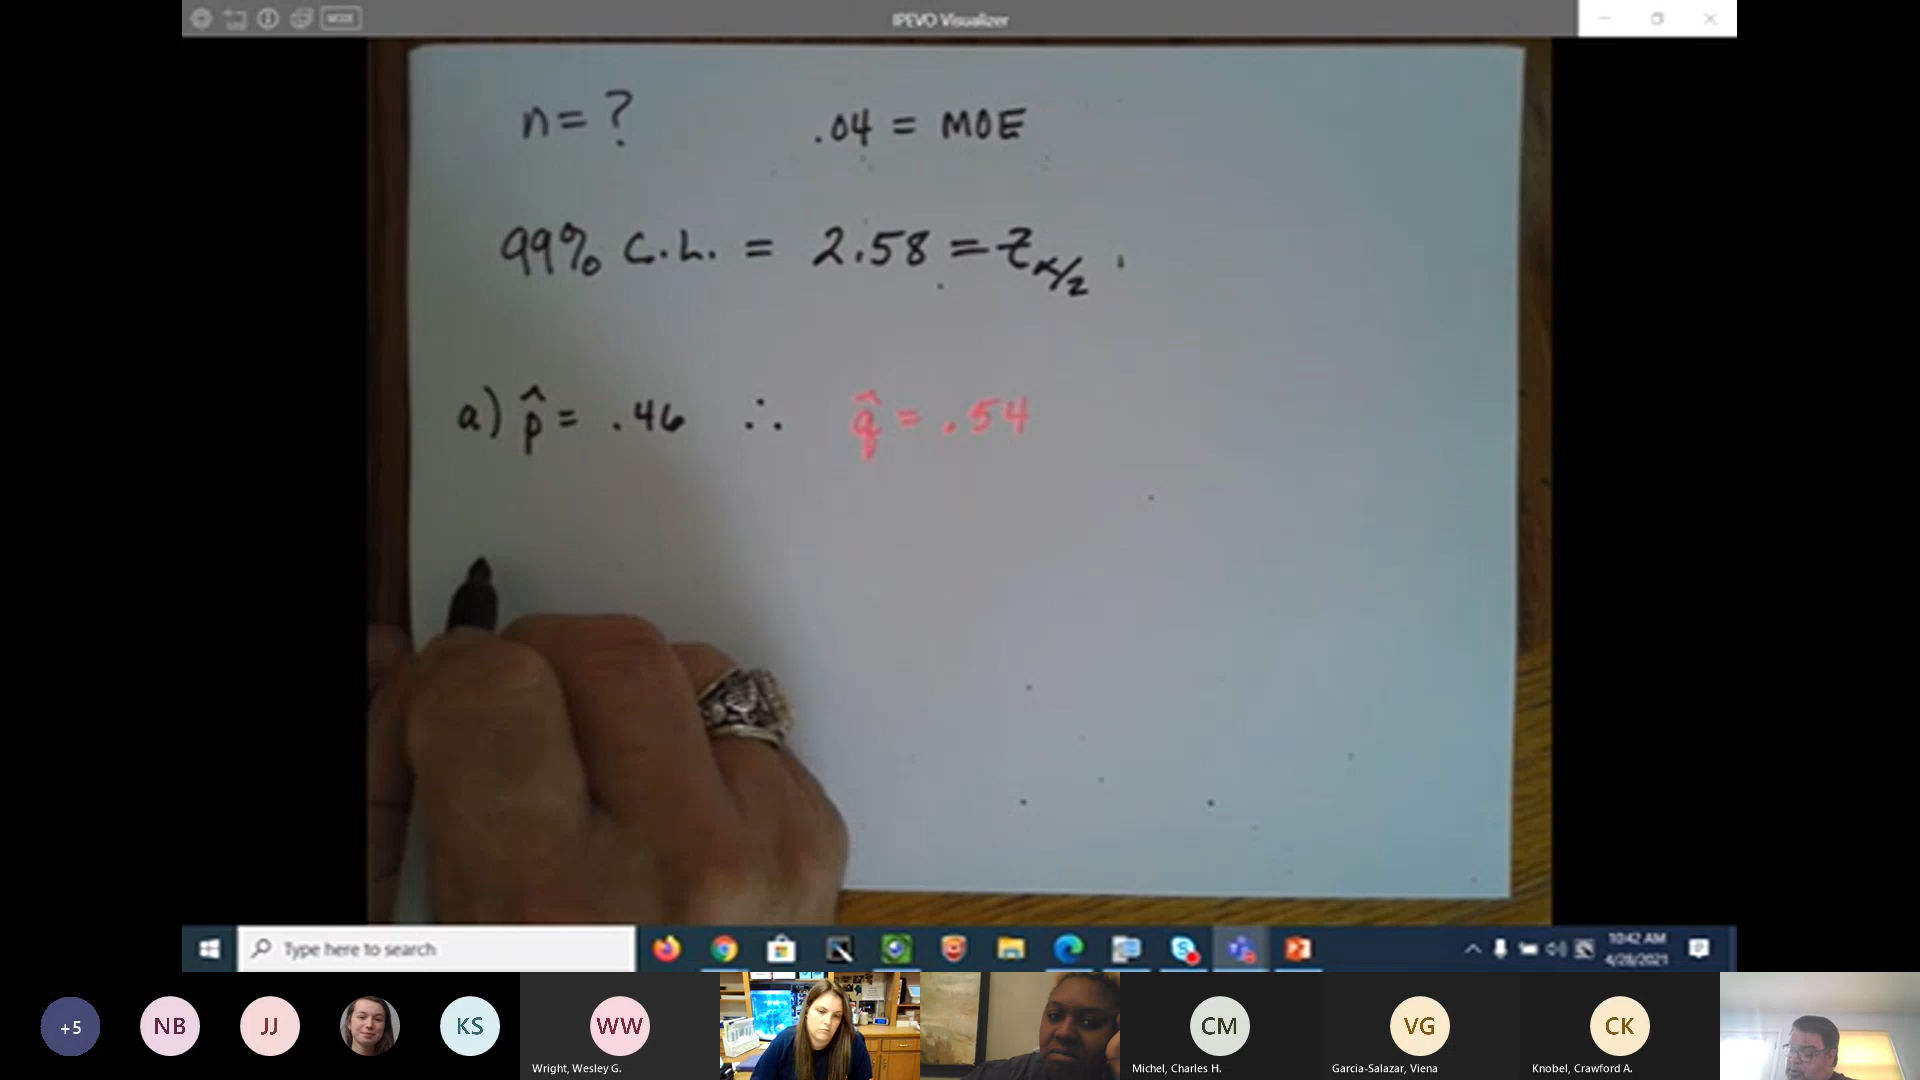 MODE
IPEVO Visualizer
n = ?
.04 = MOE
99% C.L. = 2.58 = Z α/2
a) p̂ = .46 ∴ q̂ = .54
Type here to search
10:42 AM
4/28/2021
+5
NB
JJ
KS
WW
CM
VG
CK
Wright, Wesley G.
Michel, Charles H.
Garcia-Salazar, Viena
Knobel, Crawford A.